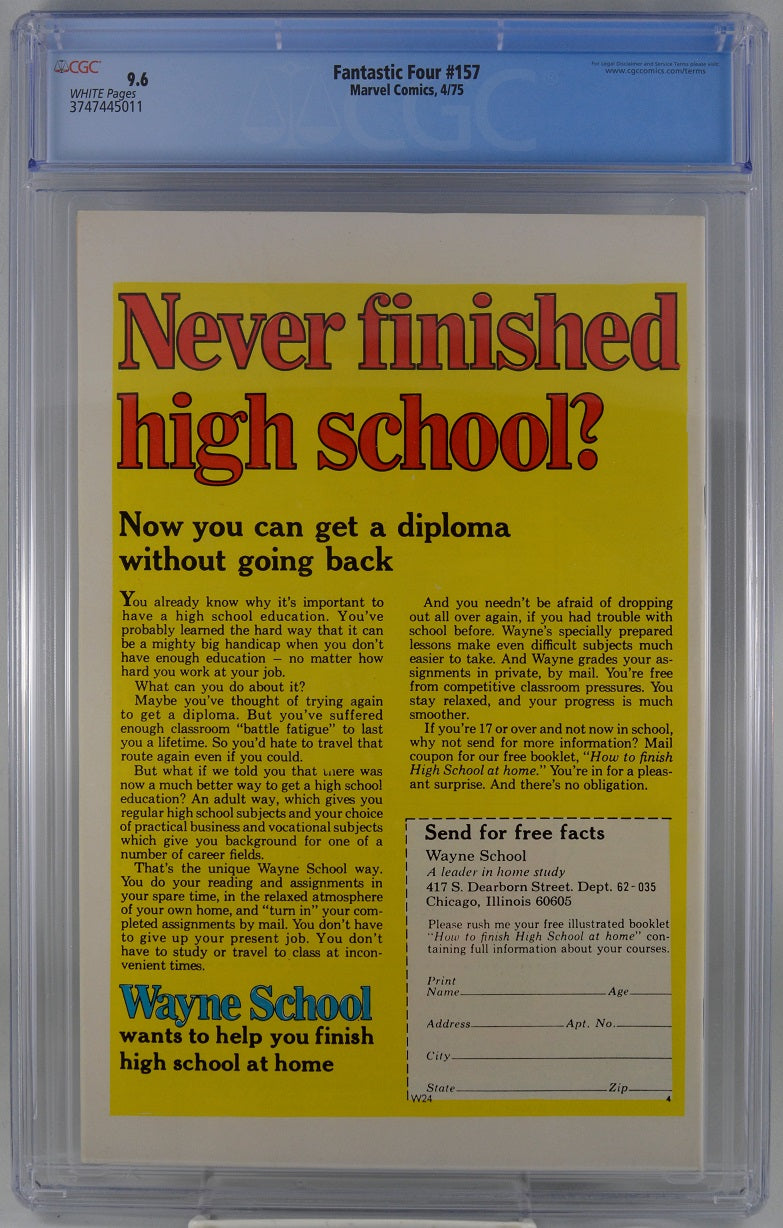 CGC
9.6
WHITE Pages
3747445011
Fantastic Four #157
Marvel Comics, 4/75
For Legal Disclaimer and Service Terms please visit:
www.cgccomics.com/terms
CGC
Never finished
high school?
Now you can get a diploma
without going back
You already know why it's important to
have a high school education. You've
probably learned the hard way that it can
be a mighty big handicap when you don't
have enough education – no matter how
hard you work at your job.
What can you do about it?
Maybe you've thought of trying again
to get a diploma. But you've suffered
enough classroom "battle fatigue" to last
you a lifetime. So you'd hate to travel that
route again even if you could.
But what if we told you that there was
now a much better way to get a high school
education? An adult way, which gives you
regular high school subjects and your choice
of practical business and vocational subjects
which give you background for one of a
number of career fields.
That's the unique Wayne School way.
You do your reading and assignments in
your spare time, in the relaxed atmosphere
of your own home, and "turn in" your com-
pleted assignments by mail. You don't have
to give up your present job. You don't
have to study or travel to class at incon-
venient times.
Wayne School
wants to help you finish
high school at home
And you needn't be afraid of dropping
out all over again, if you had trouble with
school before. Wayne's specially prepared
lessons make even difficult subjects much
easier to take. And Wayne grades your as-
signments in private, by mail. You're free
from competitive classroom pressures. You
stay relaxed, and your progress is much
smoother.
If you're 17 or over and not now in school,
why not send for more information? Mail
coupon for our free booklet, "How to finish
High School at home." You're in for a pleas-
ant surprise. And there's no obligation.
Send for free facts
Wayne School
A leader in home study
417 S. Dearborn Street. Dept. 62-035
Chicago, Illinois 60605
Please rush me your free illustrated booklet
"How to finish High School at home" con-
taining full information about your courses.
Print
Name Age
Address Apt. No.
City
State Zip
W24 4